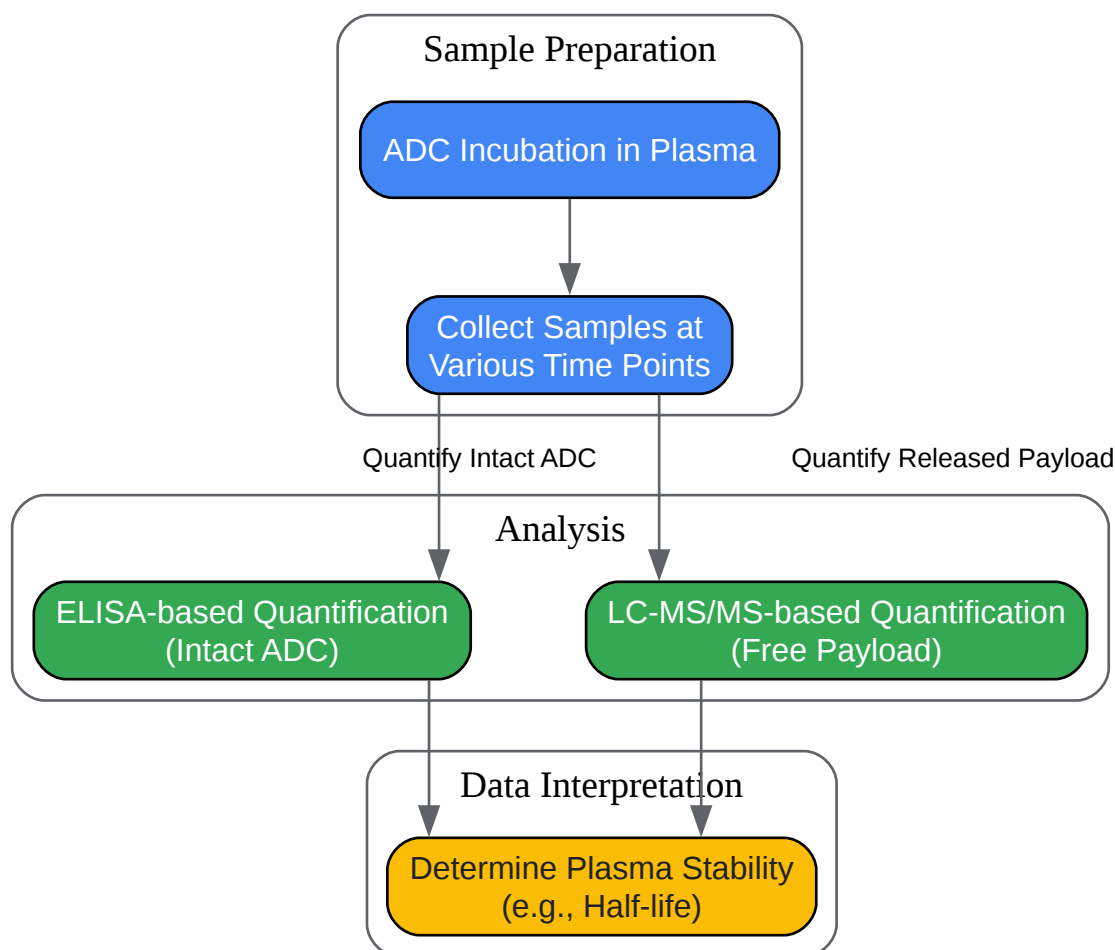 Sample Preparation
ADC Incubation in Plasma
Collect Samples at
Various Time Points
Quantify Intact ADC
Quantify Released Payload
Analysis
ELISA-based Quantification
(Intact ADC)
LC-MS/MS-based Quantification
(Free Payload)
Data Interpretation
Determine Plasma Stability
(e.g., Half-life)